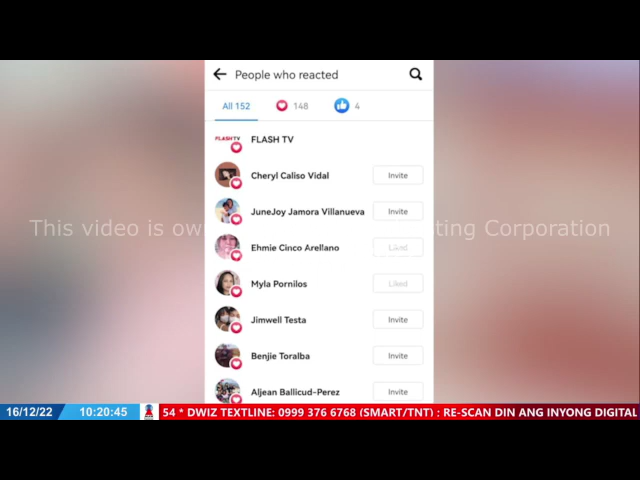 People who reacted
All 152 148 4
FLASH TV FLASH TV
Cheryl Caliso Vidal Invite
JuneJoy Jamora Villanueva Invite
This video is ow ting Corporation
Ehmie Cinco Arellano Liked
Myla Pornilos Liked
Jimwell Testa Invite
Benjie Toralba Invite
Aljean Ballicud-Perez Invite
16/12/22 10:20:45 54 * DWIZ TEXTLINE: 0999 376 6768 (SMART/TNT) ; RE-SCAN DIN ANG INYONG DIGITAL